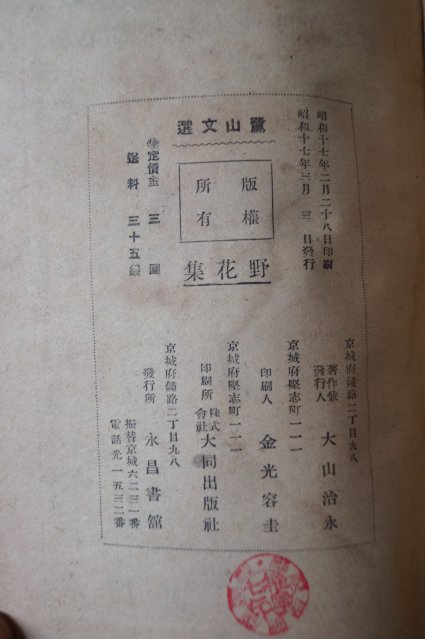 昭和十七年二月二十八日印刷
昭和十七年三月三日發行
鷺山文選
版權
所有
野花集
定價金三圓
送料三十五錢
京城府鍾路二丁目九八
著作兼
發行人
大山治永
京城府堅志町一一一
印刷人
金光容圭
京城府堅志町一一一
印刷所
株式
會社
大同出版社
京城府鍾路二丁目九八
發行所
永昌書館
振替京城六二三一番
電話光一五三二番